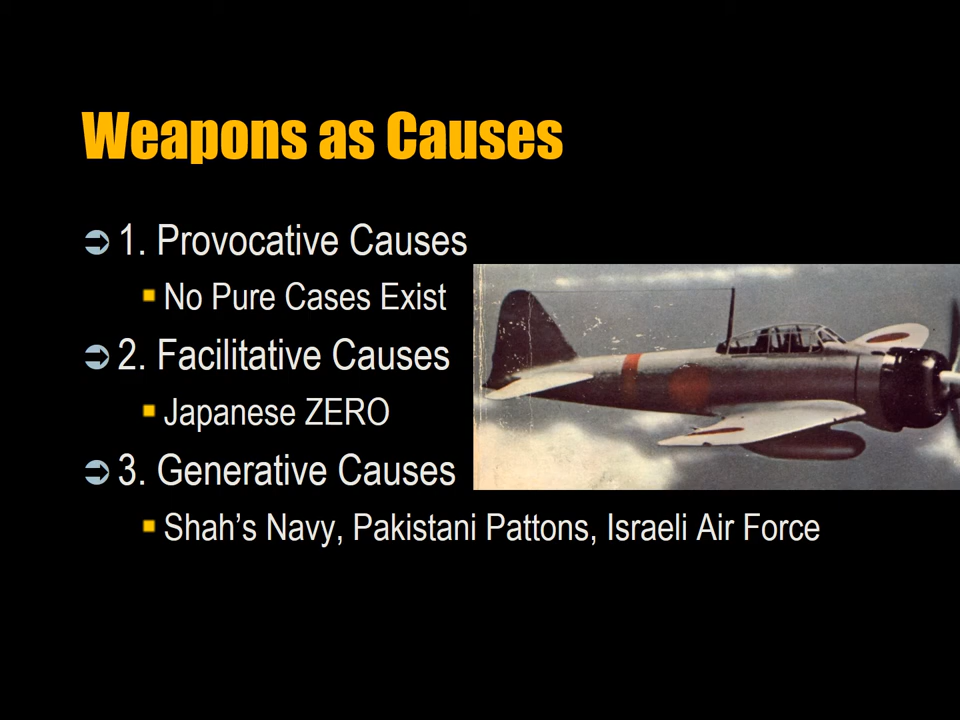 Weapons as Causes
1. Provocative Causes
No Pure Cases Exist
2. Facilitative Causes
Japanese ZERO
3. Generative Causes
Shah's Navy, Pakistani Pattons, Israeli Air Force